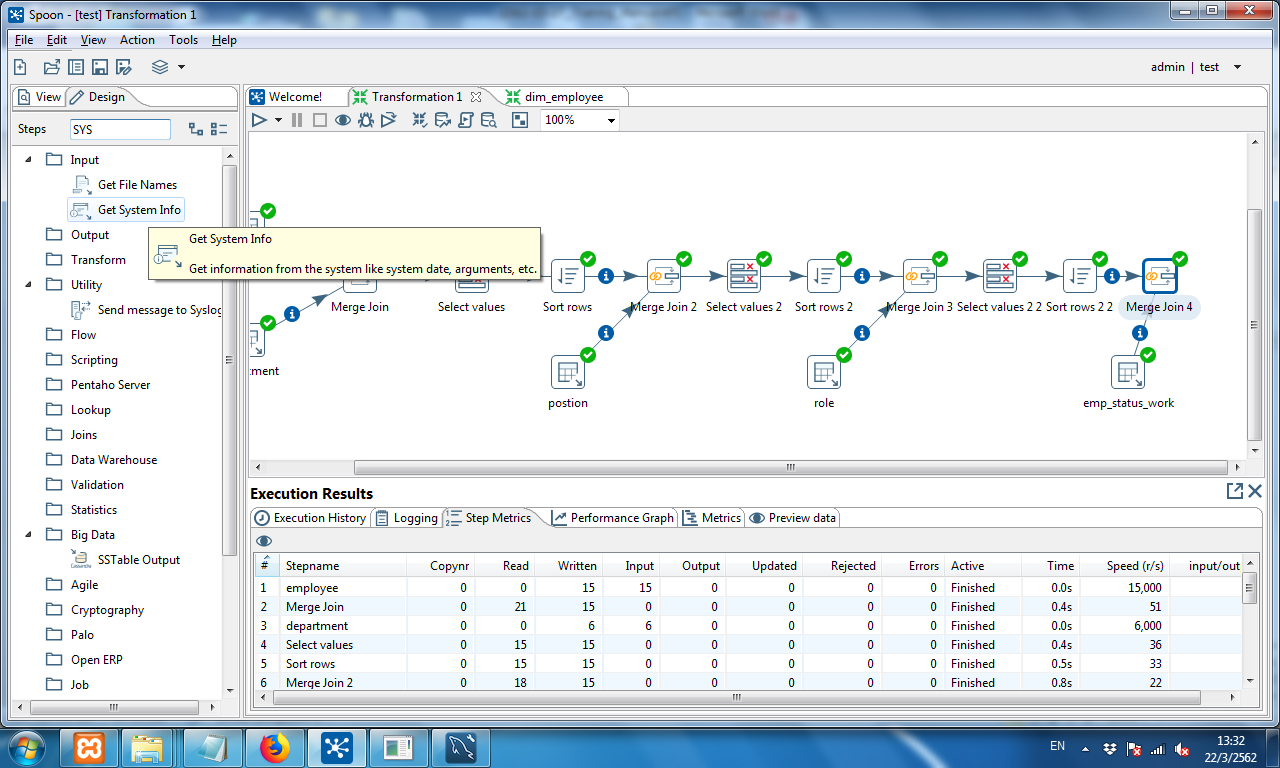 Spoon - [test] Transformation 1
File Edit View Action Tools Help
admin | test
View Design
Steps SYS
Input
Get File Names
Get System Info
Output
Transform
Utility
Send message to Syslog
Flow
Scripting
Pentaho Server
Lookup
Joins
Data Warehouse
Validation
Statistics
Big Data
SSTable Output
Agile
Cryptography
Palo
Open ERP
Job
Welcome! Transformation 1 dim_employee
100%
Get System Info
Get information from the system like system date, arguments, etc.
Merge Join Select values Sort rows Merge Join 2 Select values 2 Sort rows 2 Merge Join 3 Select values 2 2 Sort rows 2 2 Merge Join 4
tment
postion role emp_status_work
Execution Results
Execution History Logging Step Metrics Performance Graph Metrics Preview data
# Stepname Copynr Read Written Input Output Updated Rejected Errors Active Time Speed (r/s) input/out
1 employee 0 0 15 15 0 0 0 0 Finished 0.0s 15,000
2 Merge Join 0 21 15 0 0 0 0 0 Finished 0.4s 51
3 department 0 0 6 6 0 0 0 0 Finished 0.0s 6,000
4 Select values 0 15 15 0 0 0 0 0 Finished 0.4s 36
5 Sort rows 0 15 15 0 0 0 0 0 Finished 0.5s 33
6 Merge Join 2 0 18 15 0 0 0 0 0 Finished 0.8s 22
EN
13:32
22/3/2562